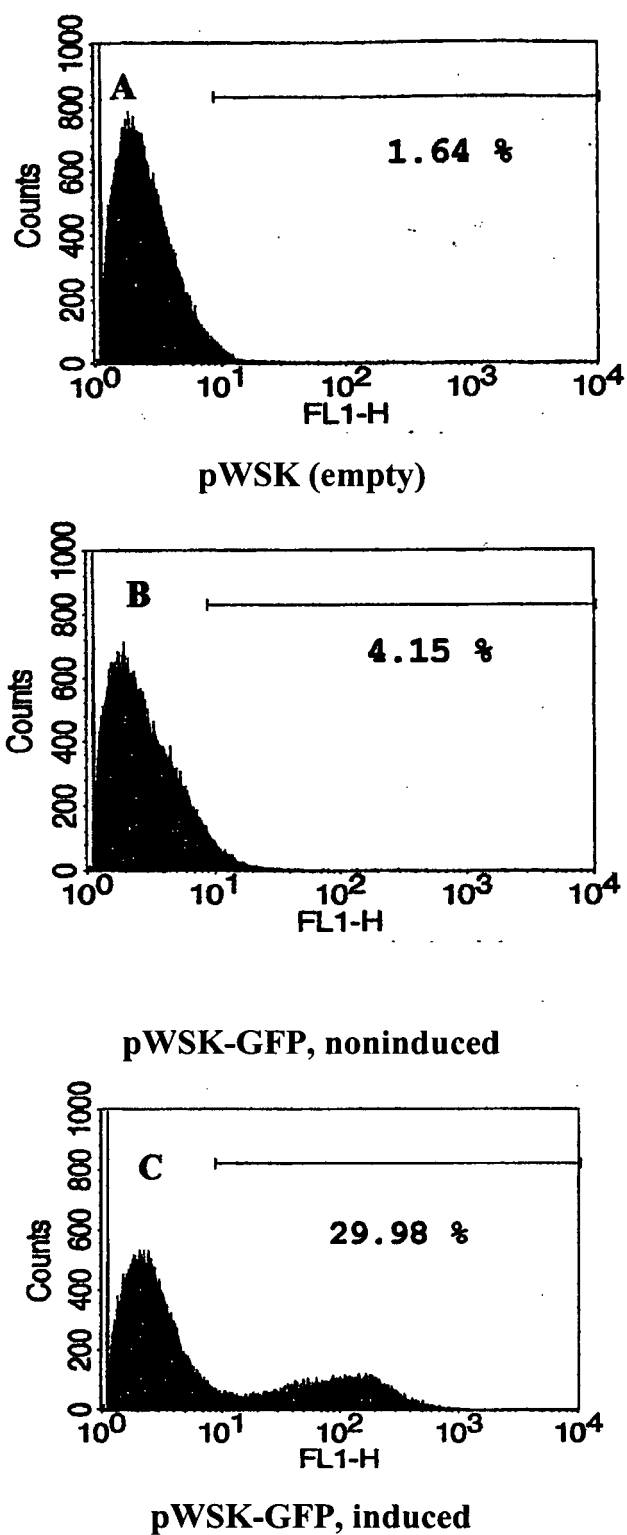 1000
800
600
400
200
0
Counts
A
1.64 %
10^0 10^1 10^2 10^3 10^4
FL1-H
pWSK (empty)
1000
800
600
400
200
0
Counts
B
4.15 %
10^0 10^1 10^2 10^3 10^4
FL1-H
pWSK-GFP, noninduced
1000
800
600
400
200
0
Counts
C
29.98 %
10^0 10^1 10^2 10^3 10^4
FL1-H
pWSK-GFP, induced